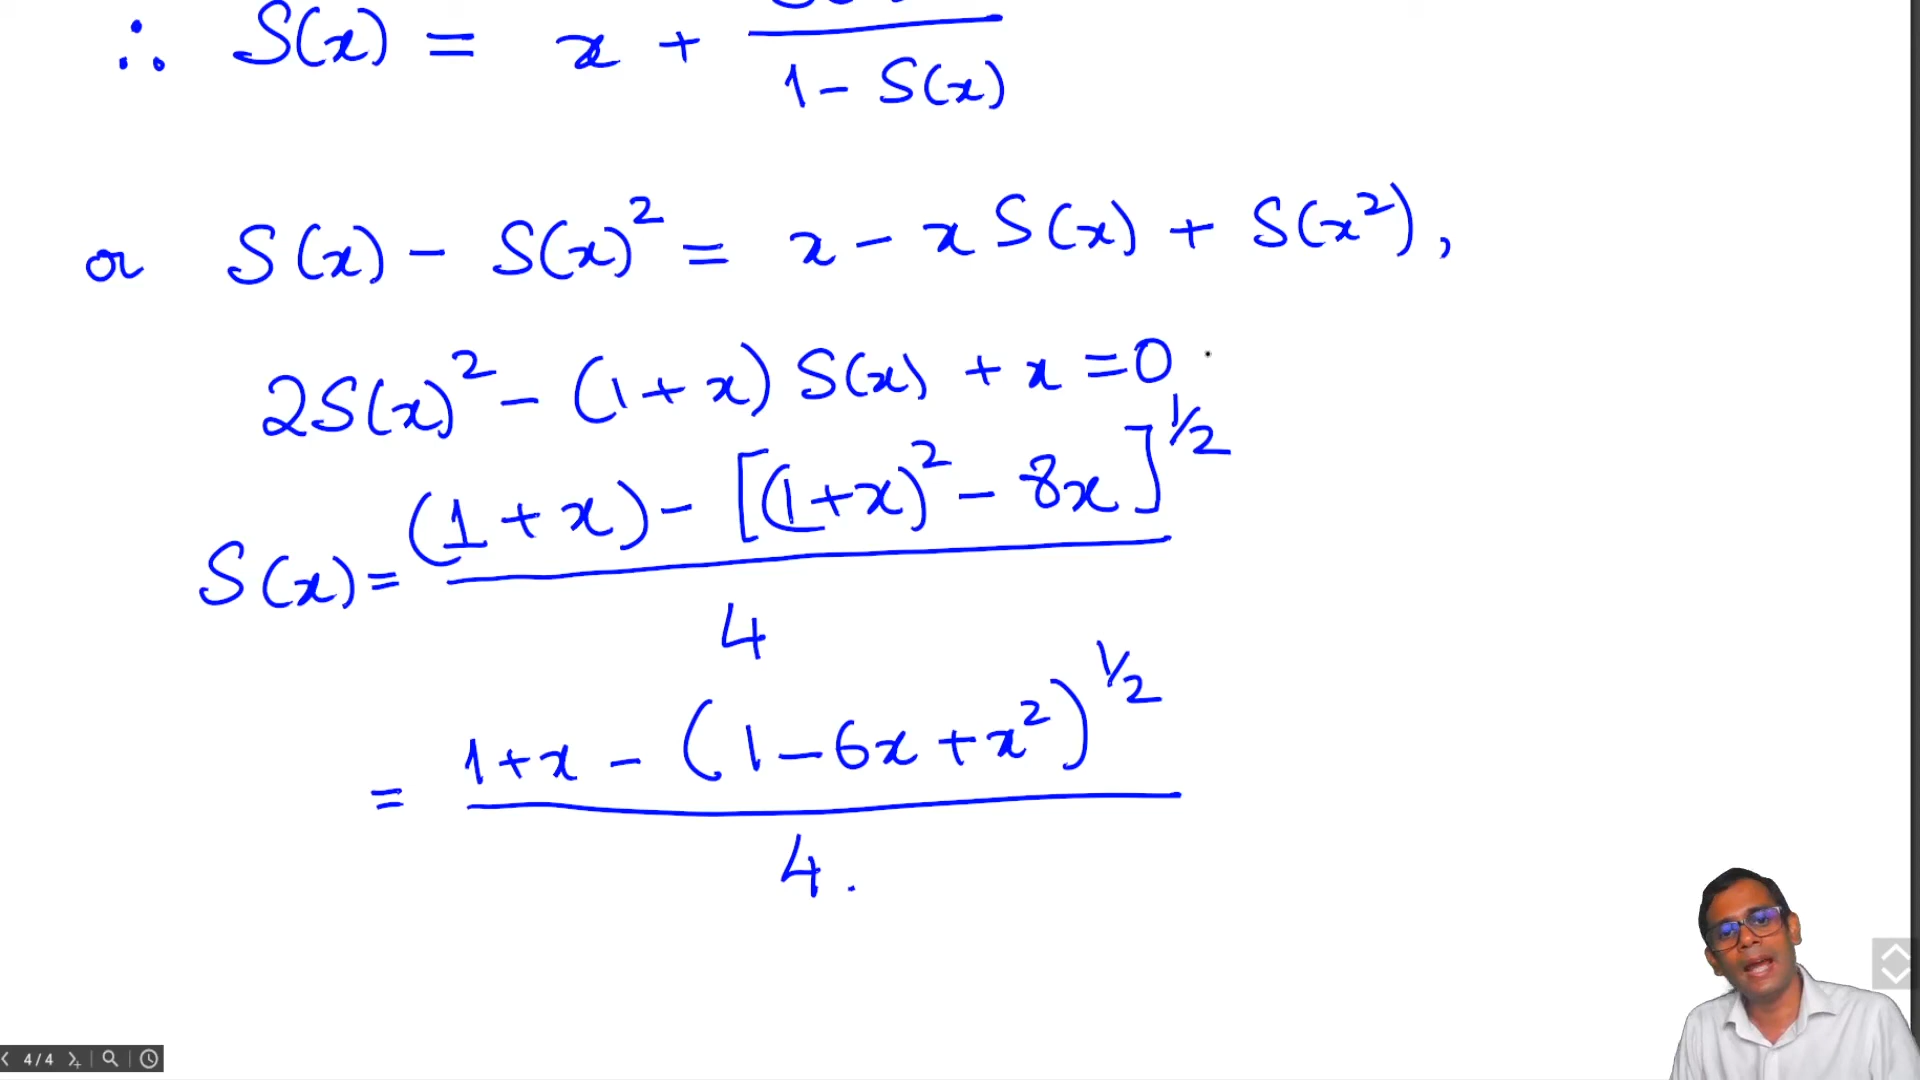 ∴ S(x) = x + / 1 - S(x)
or S(x) - S(x)² = x - x S(x) + S(x²),
2S(x)² - (1+x) S(x) + x = 0
S(x) = (1+x) - [(1+x)² - 8x]^1/2 / 4
= 1+x - (1-6x+x²)^1/2 / 4.
4/4